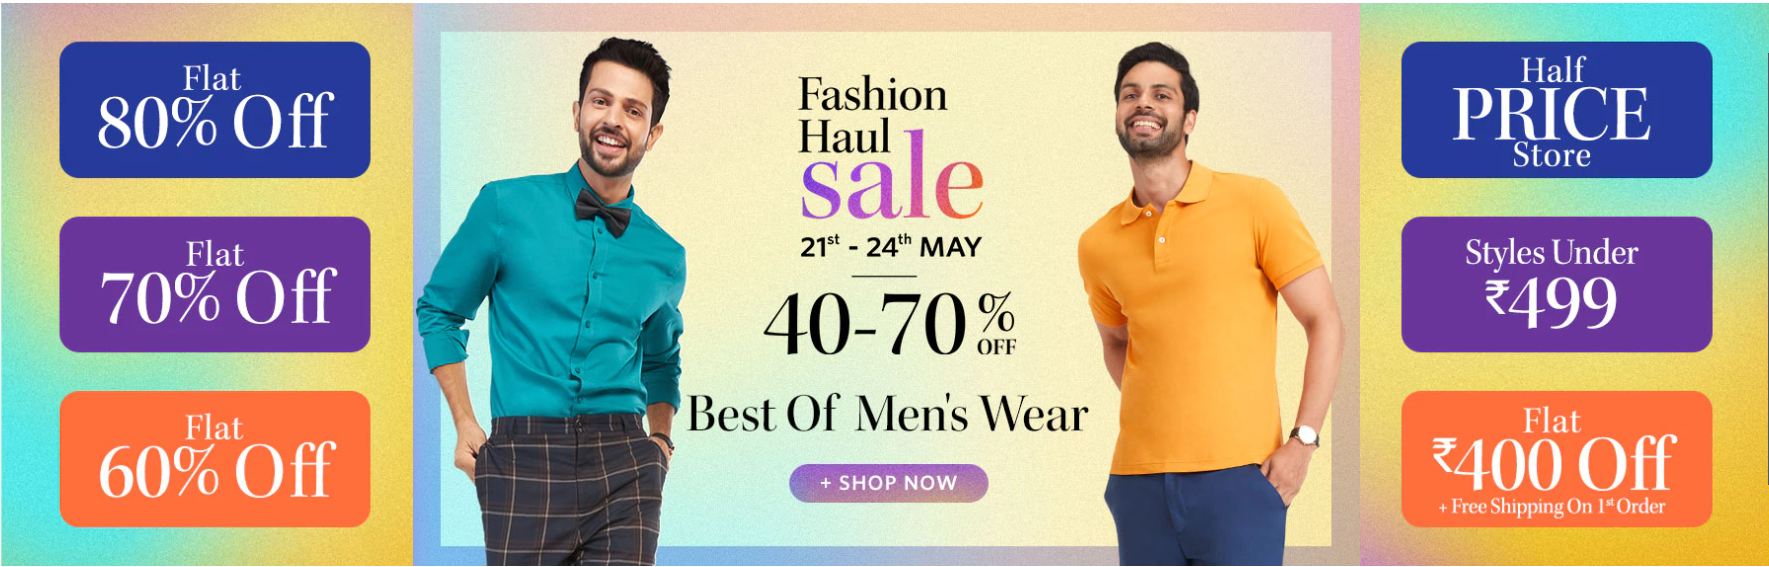 Flat
80% Off
Flat
70% Off
Flat
60% Off
Fashion
Haul
sale
21st - 24th MAY
40-70%
OFF
Best Of Men's Wear
+ SHOP NOW
Half
PRICE
Store
Styles Under
₹499
Flat
₹400 Off
+ Free Shipping On 1st Order